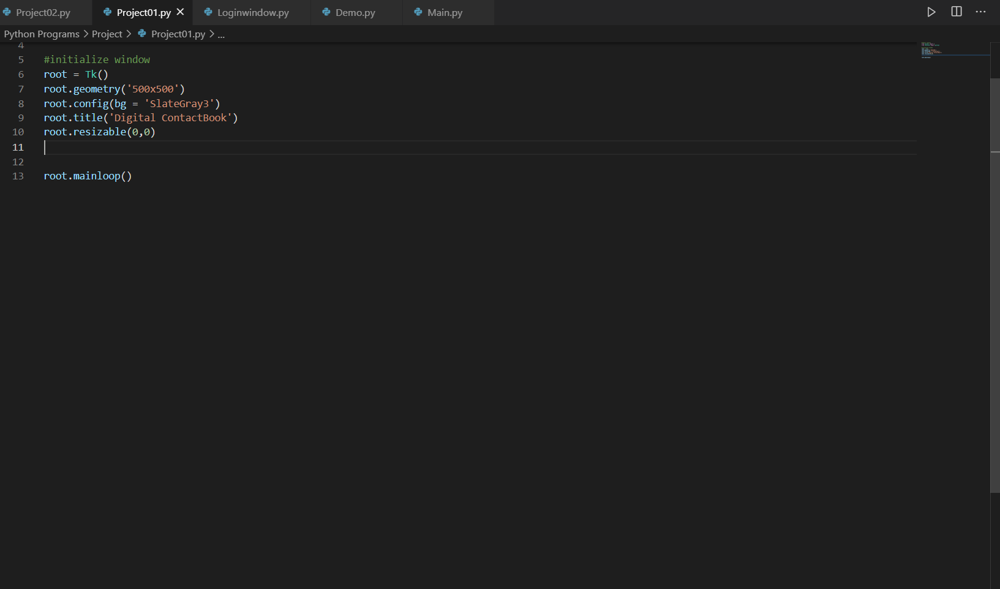 Project02.py Project01.py Loginwindow.py Demo.py Main.py
Python Programs > Project > Project01.py > ...
4
5 #initialize window
6 root = Tk()
7 root.geometry('500x500')
8 root.config(bg = 'SlateGray3')
9 root.title('Digital ContactBook')
10 root.resizable(0,0)
11
12
13 root.mainloop()